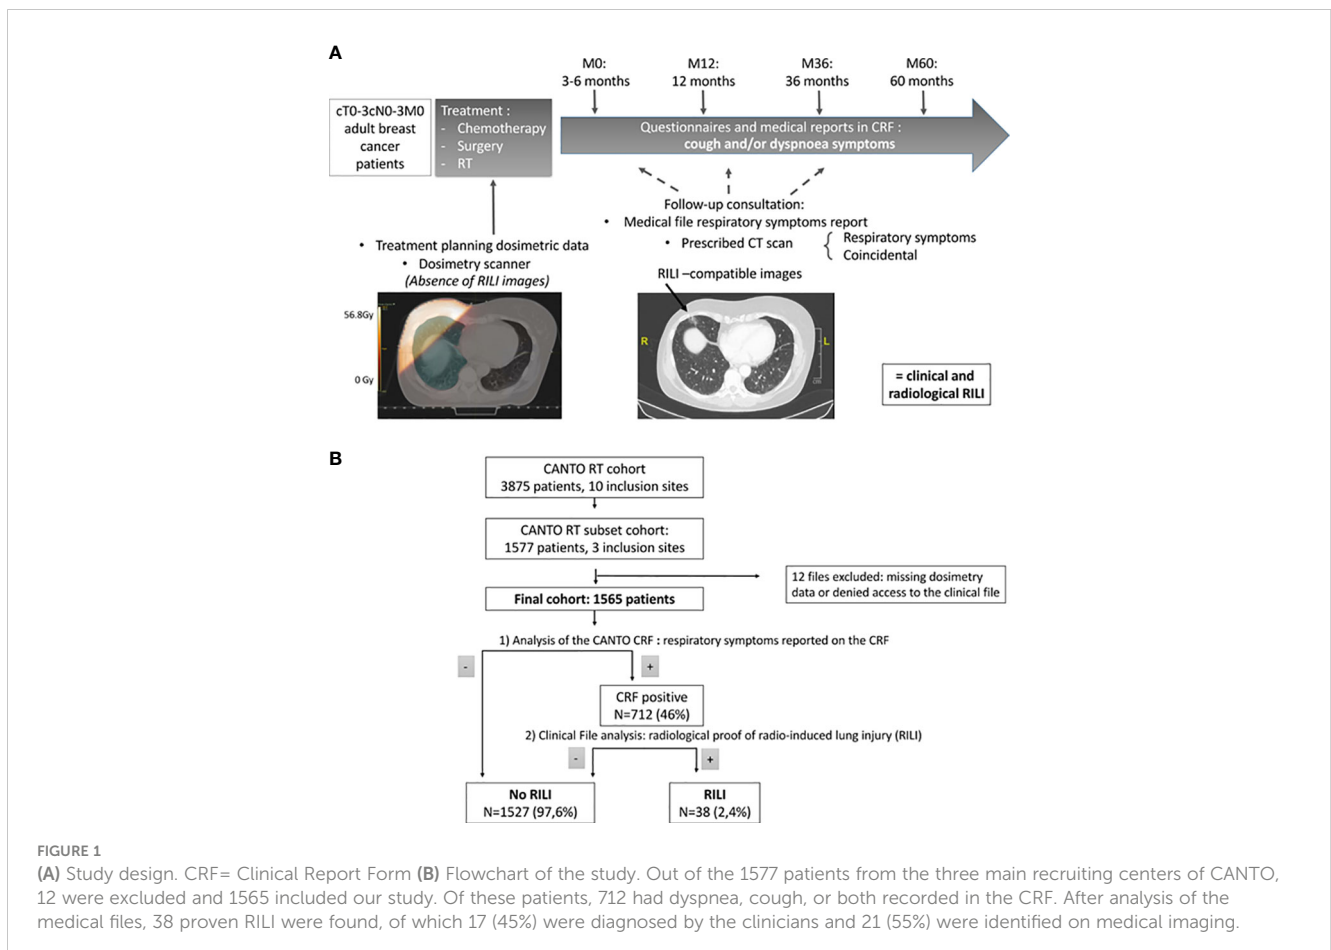 A
M0:
3-6 months
M12:
12 months
M36:
36 months
M60:
60 months
cT0-3cN0-3M0
adult breast
cancer
patients
Treatment :
- Chemotherapy
- Surgery
- RT
Questionnaires and medical reports in CRF :
cough and/or dyspnoea symptoms
Follow-up consultation:
• Medical file respiratory symptoms report
• Prescribed CT scan
Respiratory symptoms
Coincidental
• Treatment planning dosimetric data
• Dosimetry scanner
(Absence of RILI images)
RILI –compatible images
56.8Gy
0 Gy
R
L
= clinical and
radiological RILI
B
CANTO RT cohort
3875 patients, 10 inclusion sites
CANTO RT subset cohort:
1577 patients, 3 inclusion sites
12 files excluded: missing dosimetry
data or denied access to the clinical file
Final cohort: 1565 patients
1) Analysis of the CANTO CRF : respiratory symptoms reported on the CRF
-
+
CRF positive
N=712 (46%)
2) Clinical File analysis: radiological proof of radio-induced lung injury (RILI)
-
+
No RILI
N=1527 (97,6%)
RILI
N=38 (2,4%)
FIGURE 1
(A) Study design. CRF= Clinical Report Form (B) Flowchart of the study. Out of the 1577 patients from the three main recruiting centers of CANTO,
12 were excluded and 1565 included our study. Of these patients, 712 had dyspnea, cough, or both recorded in the CRF. After analysis of the
medical files, 38 proven RILI were found, of which 17 (45%) were diagnosed by the clinicians and 21 (55%) were identified on medical imaging.